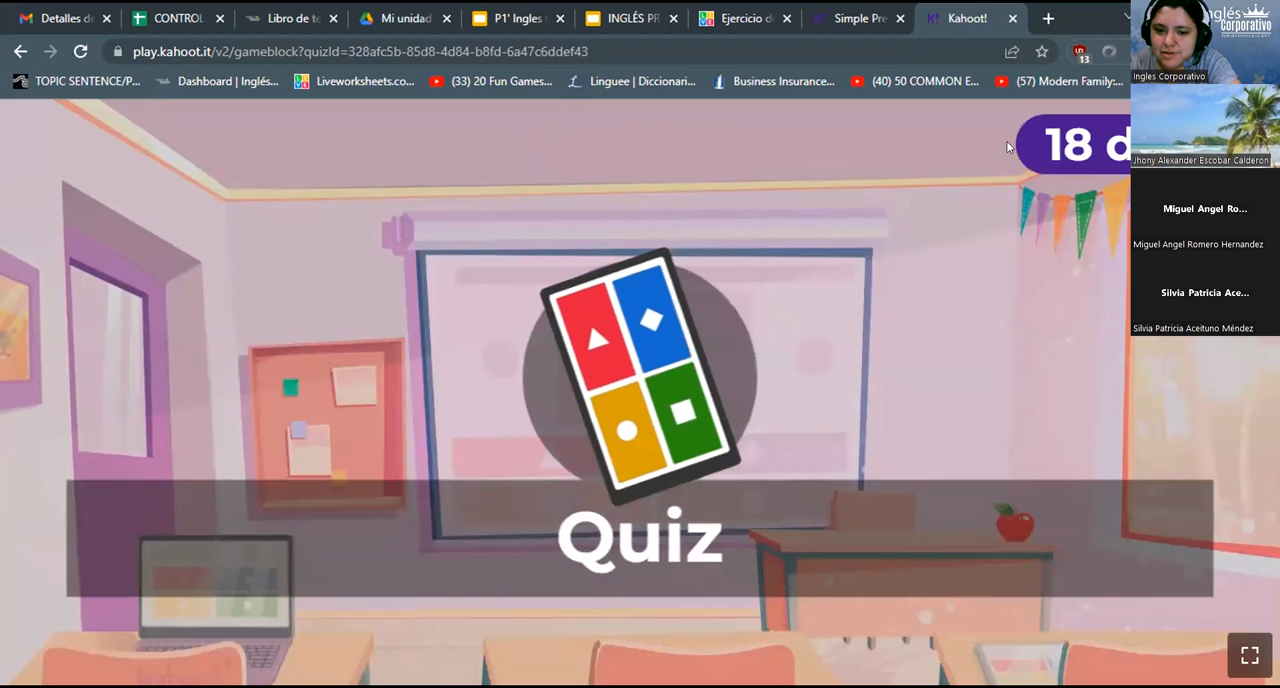 Detalles de
CONTROL
Libro de te
Mi unidad
P1' Ingles
INGLÉS PR
Ejercicio d
Simple Pre
Kahoot!
play.kahoot.it/v2/gameblock?quizId=328afc5b-85d8-4d84-b8fd-6a47c6ddef43
13
TOPIC SENTENCE/P...
Dashboard | Inglés...
Liveworksheets.co...
(33) 20 Fun Games...
Linguee | Diccionari...
Business Insurance...
(40) 50 COMMON E...
(57) Modern Family:...
Inglés
Corporativo
Ingles Corporativo
18 d
Jhony Alexander Escobar Calderon
Miguel Angel Ro...
Miguel Angel Romero Hernandez
Silvia Patricia Ace...
Silvia Patricia Aceituno Méndez
Quiz